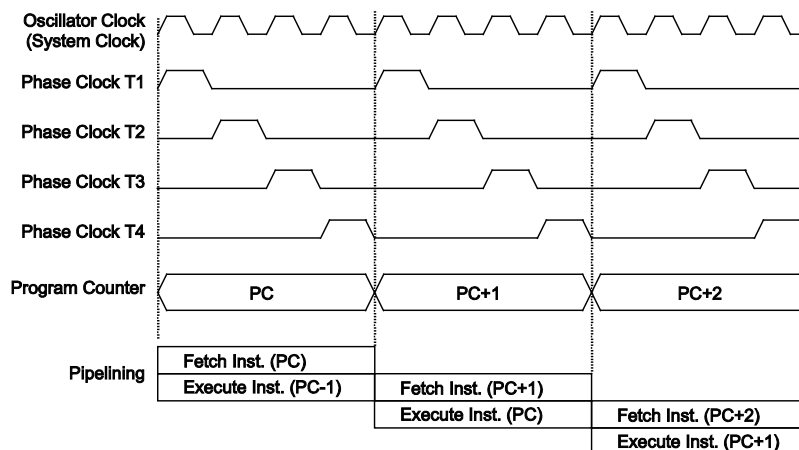 Oscillator Clock
(System Clock)
Phase Clock T1
Phase Clock T2
Phase Clock T3
Phase Clock T4
Program Counter
PC
PC+1
PC+2
Pipelining
Fetch Inst. (PC)
Execute Inst. (PC-1)
Fetch Inst. (PC+1)
Execute Inst. (PC)
Fetch Inst. (PC+2)
Execute Inst. (PC+1)